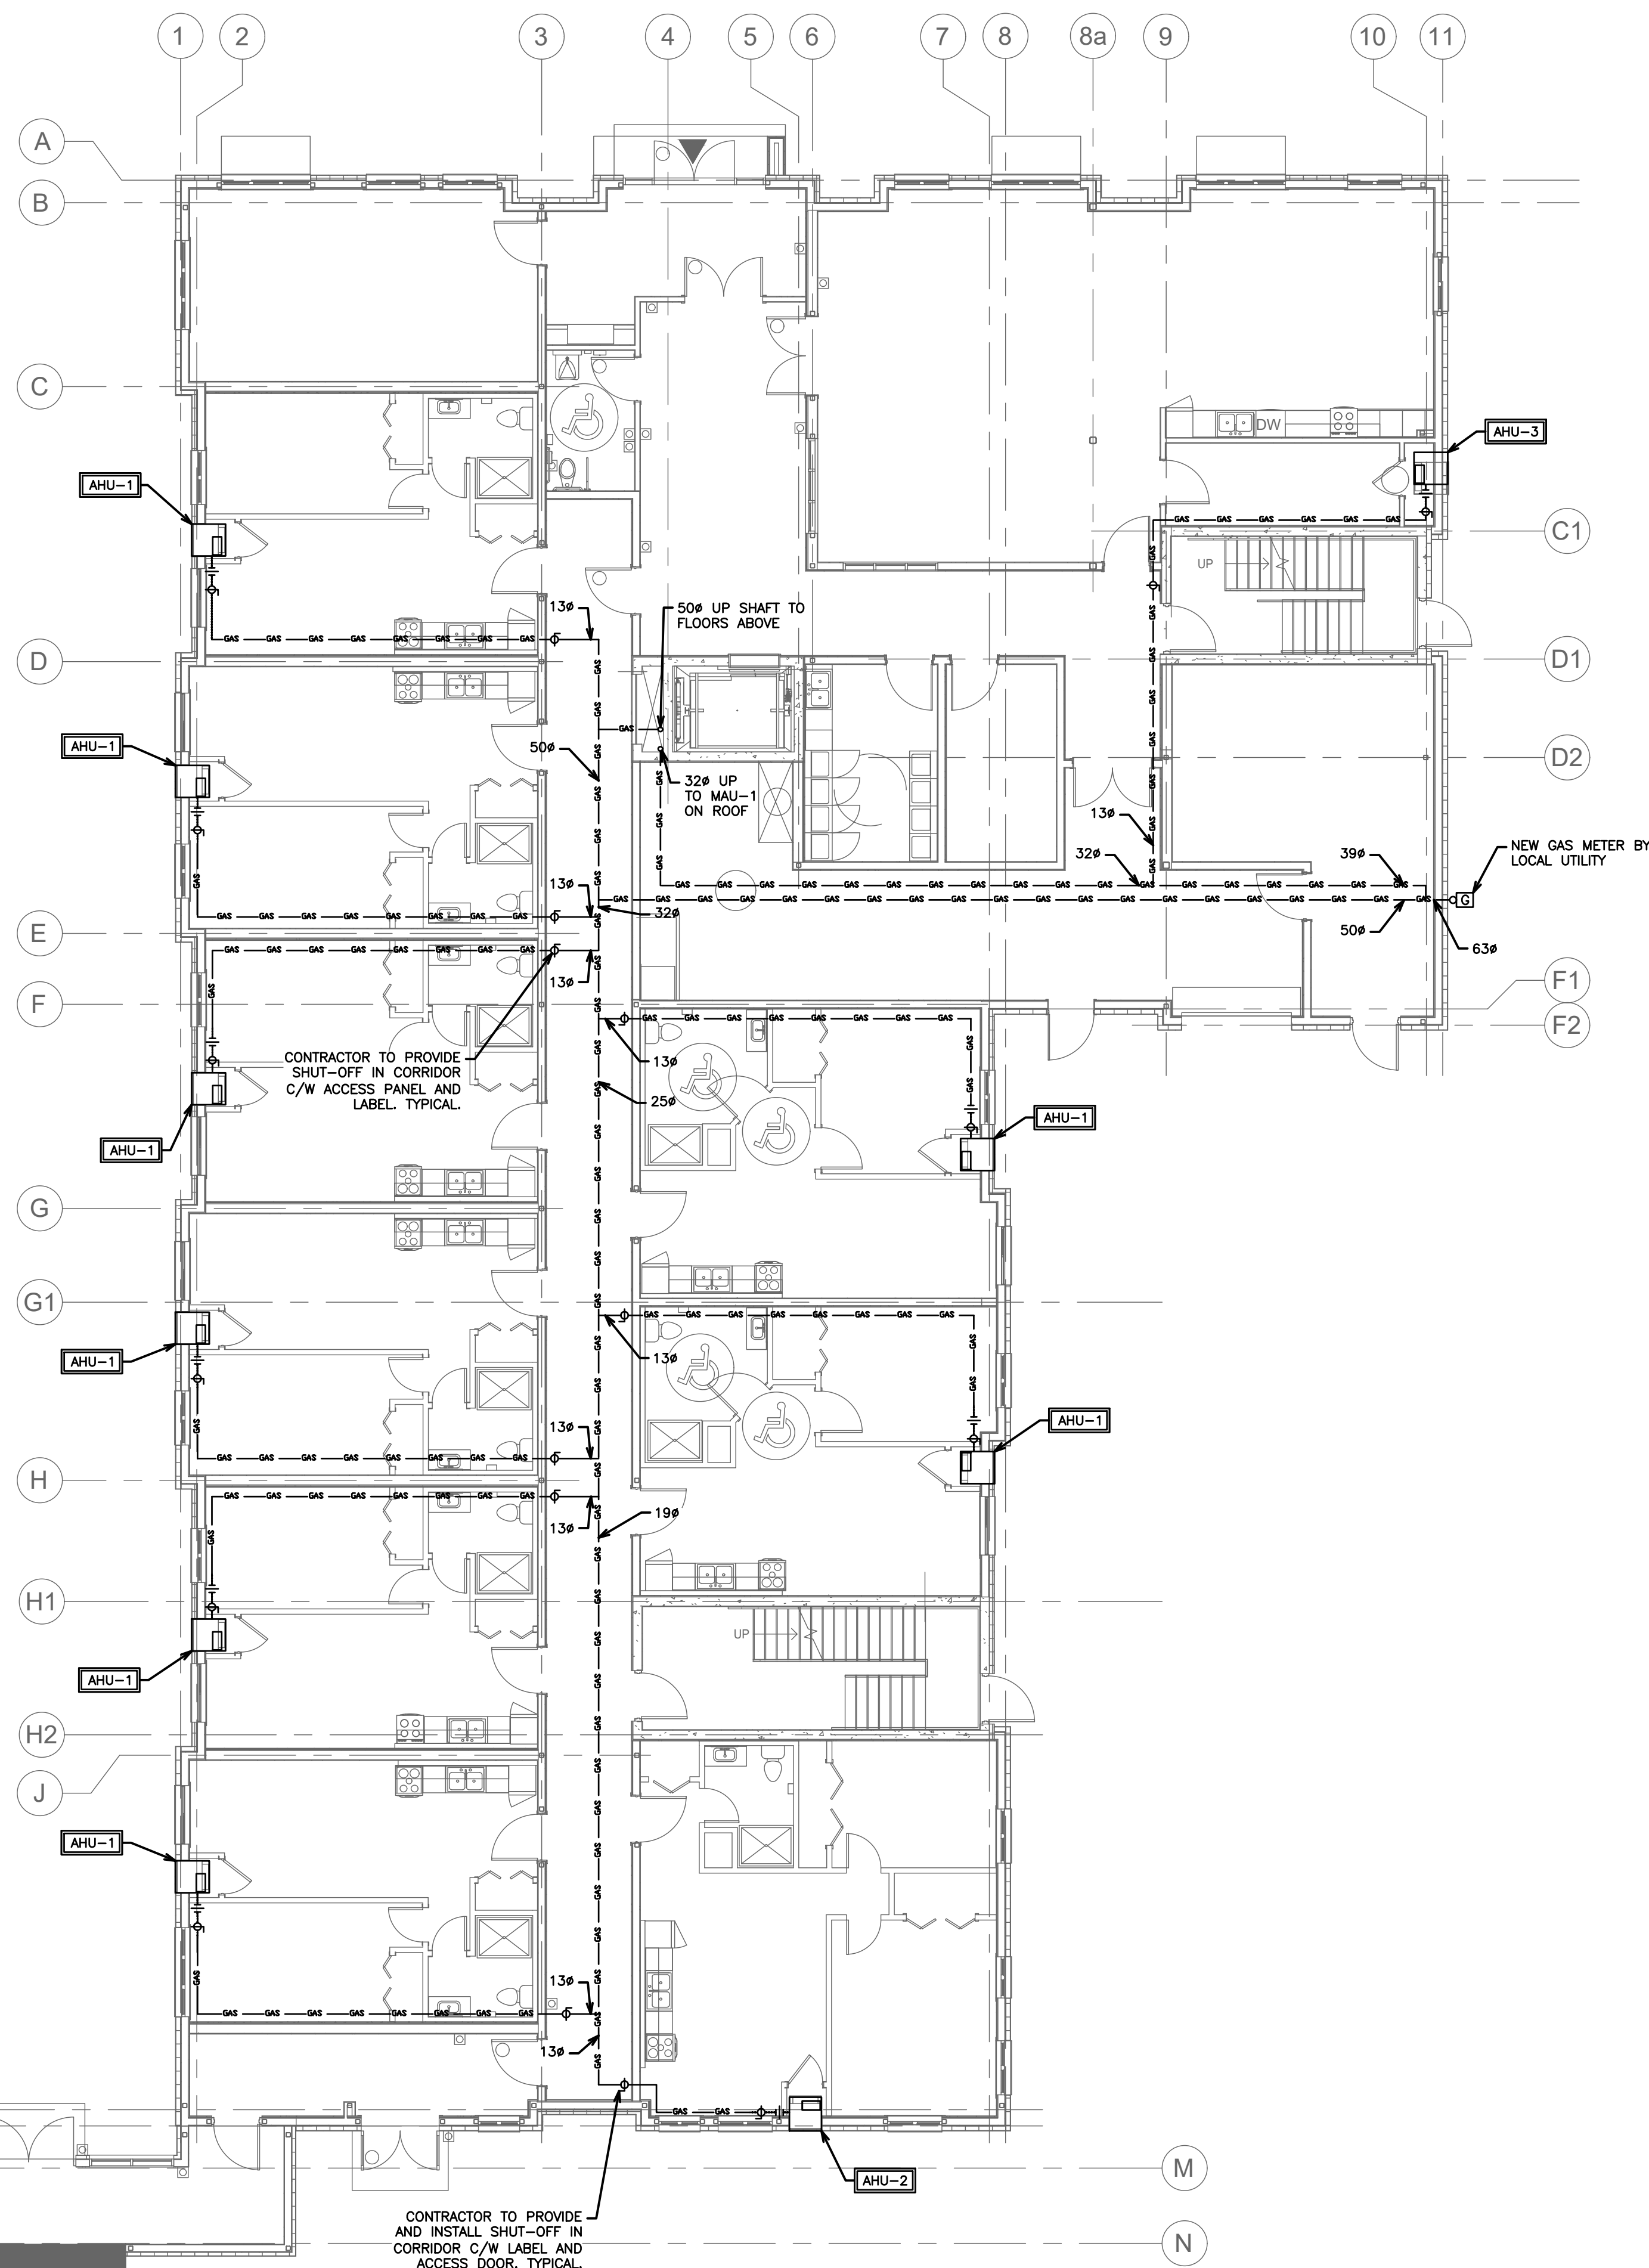 1 2 3 4 5 6 7 8 8a 9 10 11
A
B
C
DW
AHU-3
AHU-1
C1
UP
13ø
50ø UP SHAFT TO
FLOORS ABOVE
D
D1
AHU-1
50ø
D2
32ø UP
TO MAU-1
ON ROOF
13ø
32ø
39ø
NEW GAS METER BY
LOCAL UTILITY
13ø
G
32ø
50ø
63ø
E
13ø
F
F1
F2
CONTRACTOR TO PROVIDE
SHUT-OFF IN CORRIDOR
C/W ACCESS PANEL AND
LABEL. TYPICAL.
13ø
25ø
AHU-1
AHU-1
G
G1
AHU-1
13ø
AHU-1
13ø
H
13ø
19ø
H1
UP
AHU-1
H2
J
AHU-1
13ø
13ø
M
AHU-2
CONTRACTOR TO PROVIDE
AND INSTALL SHUT-OFF IN
CORRIDOR C/W LABEL AND
ACCESS DOOR. TYPICAL.
N
GAS